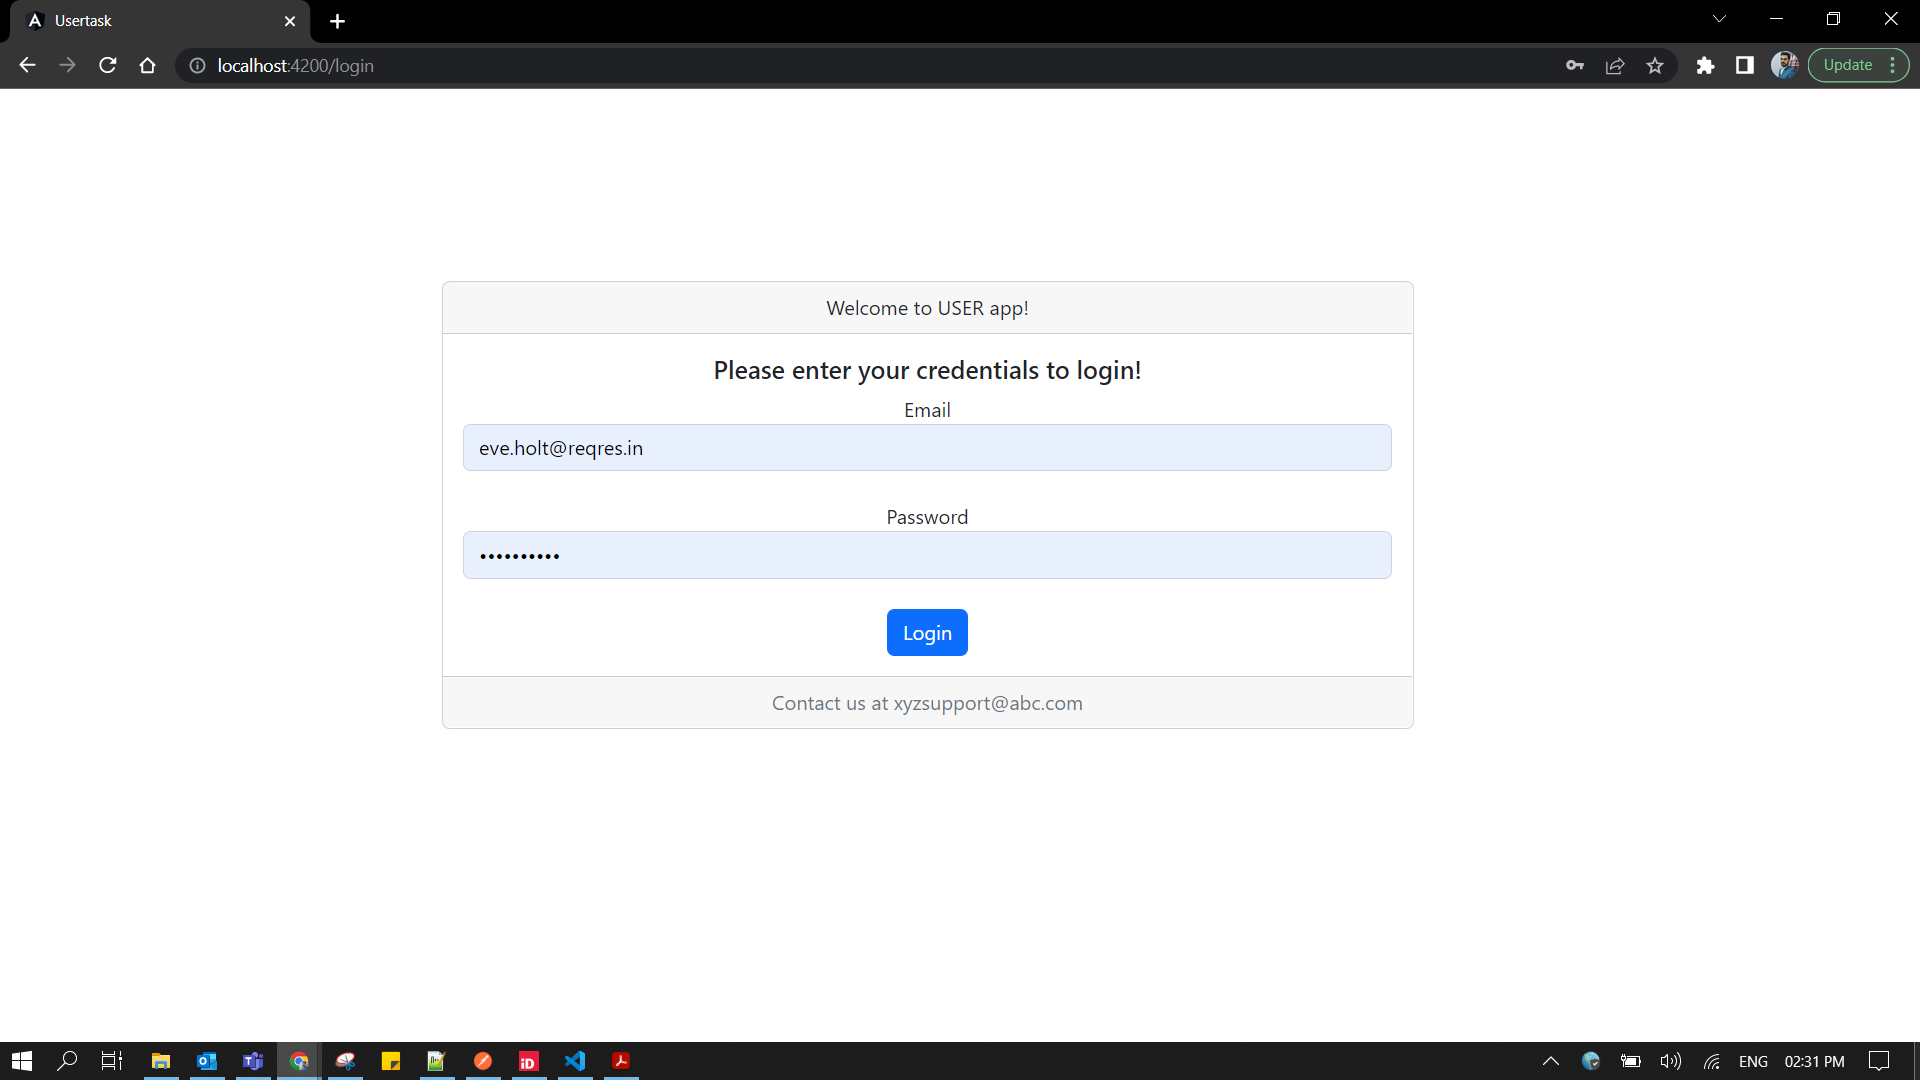 Usertask
localhost:4200/login
Update
Welcome to USER app!
Please enter your credentials to login!
Email
eve.holt@reqres.in
Password
••••••••••
Login
Contact us at xyzsupport@abc.com
ENG
02:31 PM